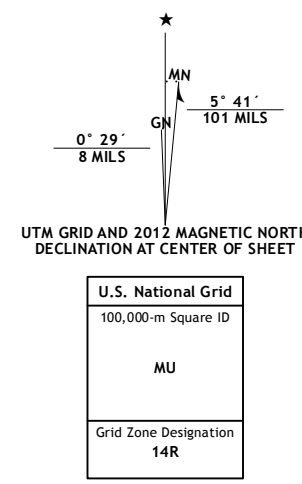 ★
MN
5° 41´
101 MILS
GN
0° 29´
8 MILS
UTM GRID AND 2012 MAGNETIC NORTH
DECLINATION AT CENTER OF SHEET
U.S. National Grid
100,000-m Square ID
MU
Grid Zone Designation
14R